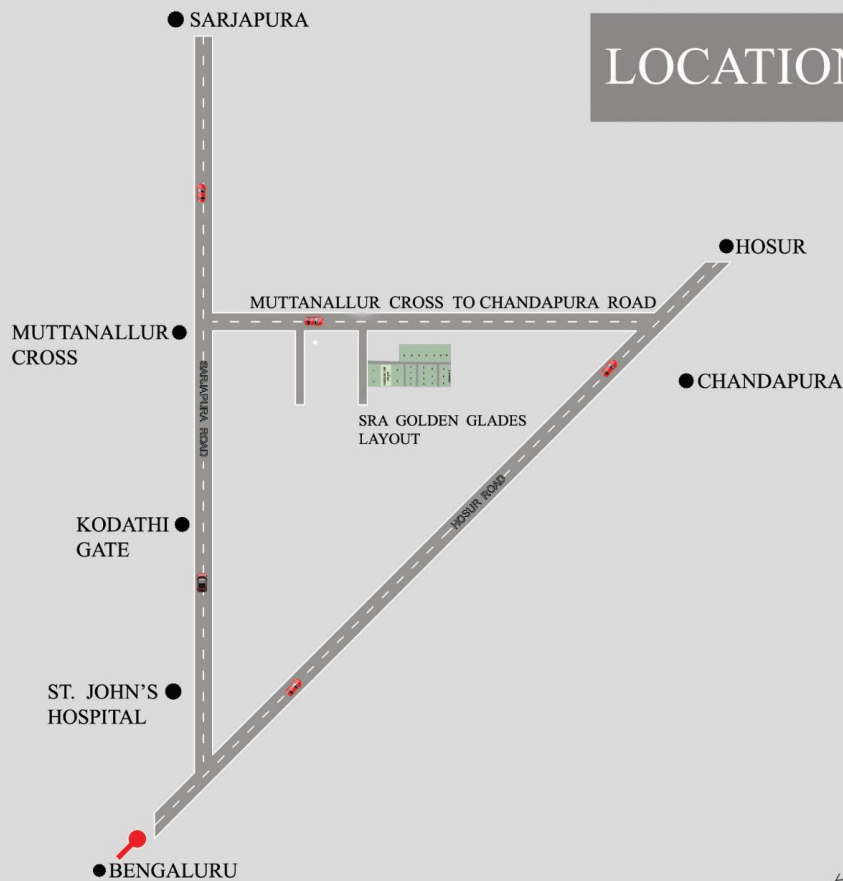 SARJAPURA
LOCATION
HOSUR
MUTTANALLUR CROSS TO CHANDAPURA ROAD
MUTTANALLUR
CROSS
SARJAPURA ROAD
CHANDAPURA
SRA GOLDEN GLADES
LAYOUT
HOSUR ROAD
KODATHI
GATE
ST. JOHN'S
HOSPITAL
BENGALURU